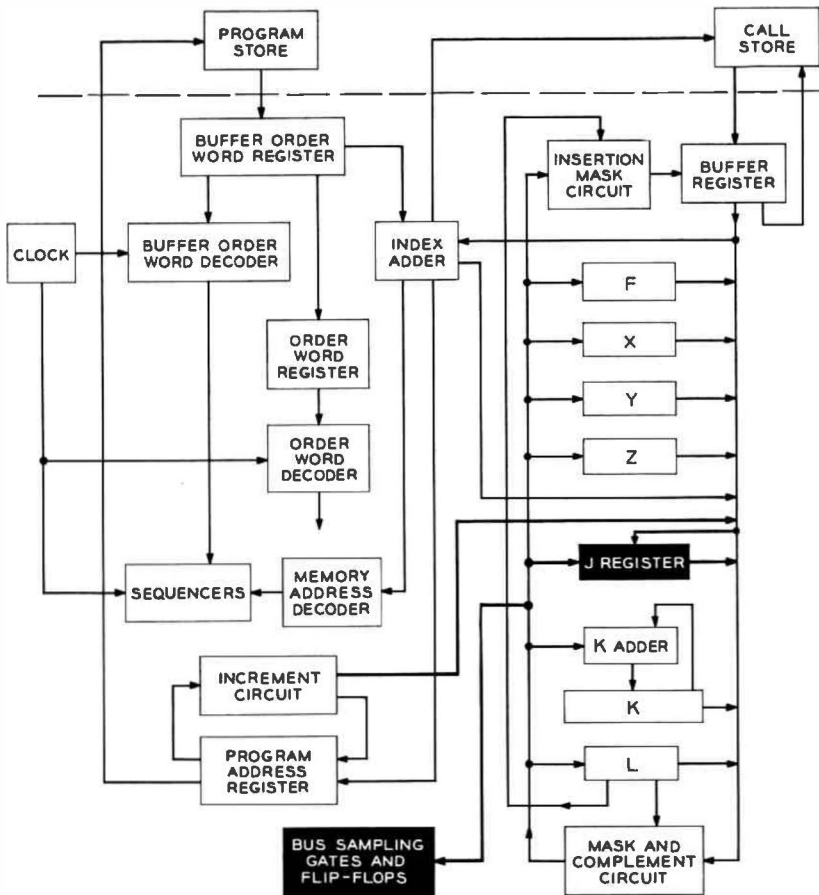 PROGRAM
STORE
CALL
STORE
BUFFER ORDER
WORD REGISTER
INSERTION
MASK
CIRCUIT
BUFFER
REGISTER
CLOCK
BUFFER ORDER
WORD DECODER
INDEX
ADDER
F
ORDER
WORD
REGISTER
X
Y
ORDER
WORD
DECODER
Z
SEQUENCERS
MEMORY
ADDRESS
DECODER
J REGISTER
K ADDER
INCREMENT
CIRCUIT
K
PROGRAM
ADDRESS
REGISTER
L
BUS SAMPLING
GATES AND
FLIP-FLOPS
MASK AND
COMPLEMENT
CIRCUIT